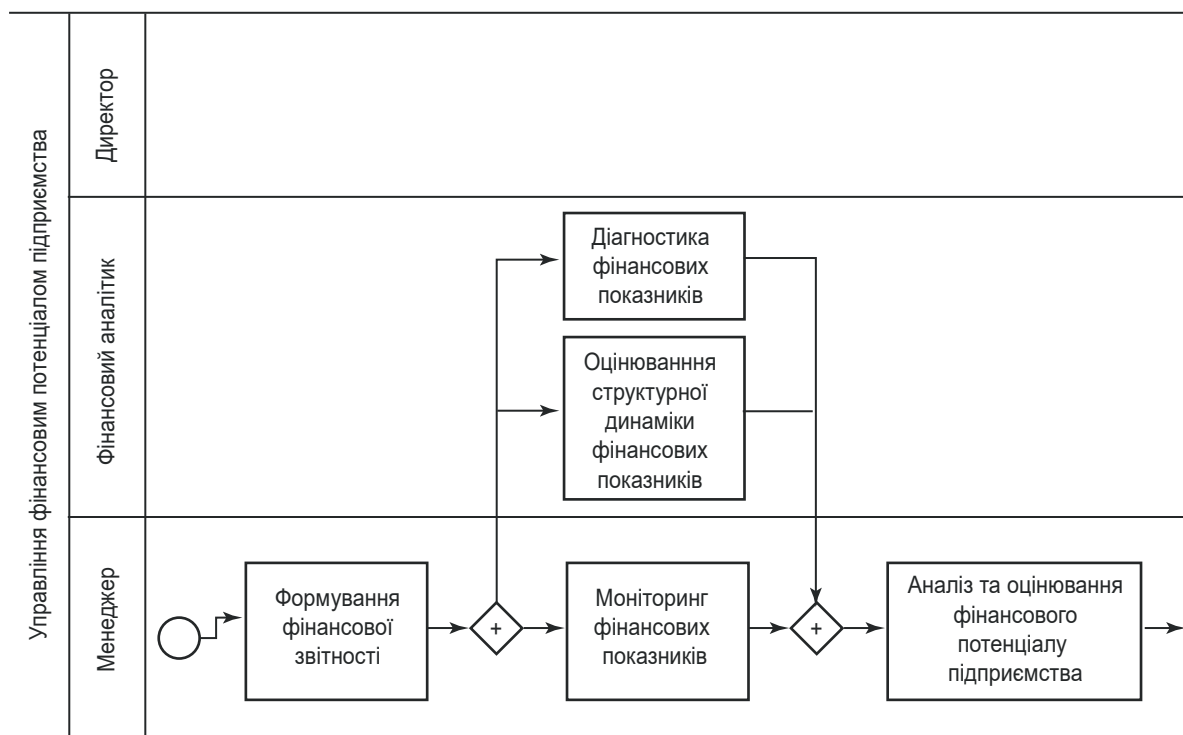 Управління фінансовим потенціалом підприємства
Директор
Фінансовий аналітик
Діагностика
фінансових
показників
Оцінюванння
структурної
динаміки
фінансових
показників
Менеджер
Формування
фінансової
звітності
+
Моніторинг
фінансових
показників
+
Аналіз та оцінювання
фінансового
потенціалу
підприємства